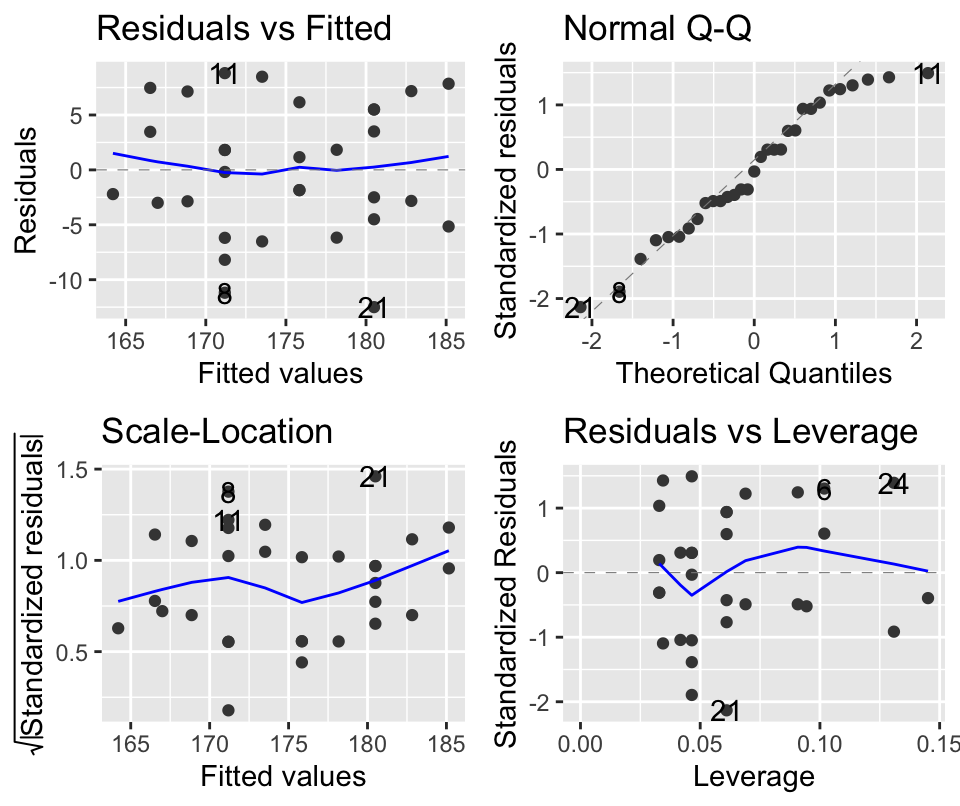 Residuals vs Fitted
Residuals
5
0
-5
-10
11
8
21
165 170 175 180 185
Fitted values
Normal Q-Q
Standardized residuals
1
0
-1
-2
11
8
21
-2 -1 0 1 2
Theoretical Quantiles
Scale-Location
√|Standardized residuals|
1.5
1.0
0.5
21
8
11
165 170 175 180 185
Fitted values
Residuals vs Leverage
Standardized Residuals
1
0
-1
-2
6
24
21
0.00 0.05 0.10 0.15
Leverage